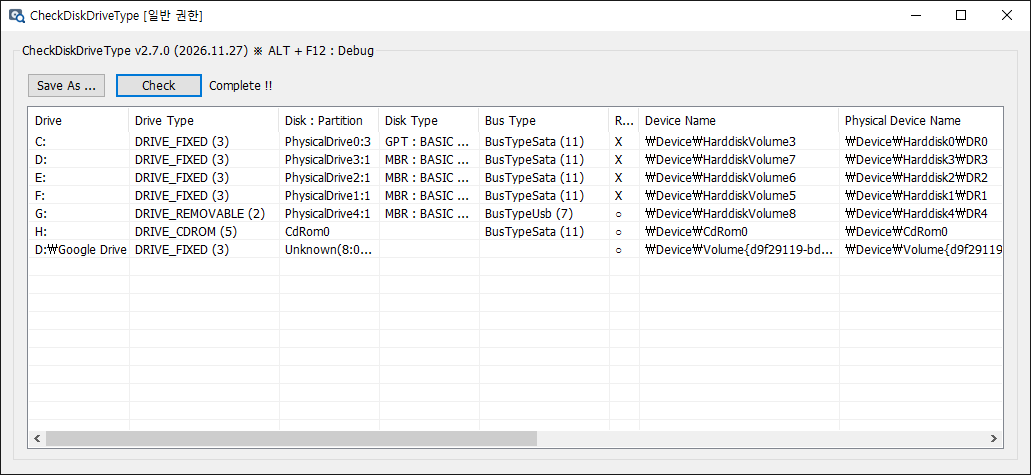 CheckDiskDriveType [일반 권한]
CheckDiskDriveType v2.7.0 (2026.11.27) ※ ALT + F12 : Debug
Save As ... Check Complete !!
Drive Drive Type Disk : Partition Disk Type Bus Type R... Device Name Physical Device Name
C: DRIVE_FIXED (3) PhysicalDrive0:3 GPT : BASIC ... BusTypeSata (11) X ₩Device₩HarddiskVolume3 ₩Device₩Harddisk0₩DR0
D: DRIVE_FIXED (3) PhysicalDrive3:1 MBR : BASIC ... BusTypeSata (11) X ₩Device₩HarddiskVolume7 ₩Device₩Harddisk3₩DR3
E: DRIVE_FIXED (3) PhysicalDrive2:1 MBR : BASIC ... BusTypeSata (11) X ₩Device₩HarddiskVolume6 ₩Device₩Harddisk2₩DR2
F: DRIVE_FIXED (3) PhysicalDrive1:1 MBR : BASIC ... BusTypeSata (11) X ₩Device₩HarddiskVolume5 ₩Device₩Harddisk1₩DR1
G: DRIVE_REMOVABLE (2) PhysicalDrive4:1 MBR : BASIC ... BusTypeUsb (7) ○ ₩Device₩HarddiskVolume8 ₩Device₩Harddisk4₩DR4
H: DRIVE_CDROM (5) CdRom0 BusTypeSata (11) ○ ₩Device₩CdRom0 ₩Device₩CdRom0
D:₩Google Drive DRIVE_FIXED (3) Unknown(8:0... ○ ₩Device₩Volume{d9f29119-bd... ₩Device₩Volume{d9f29119